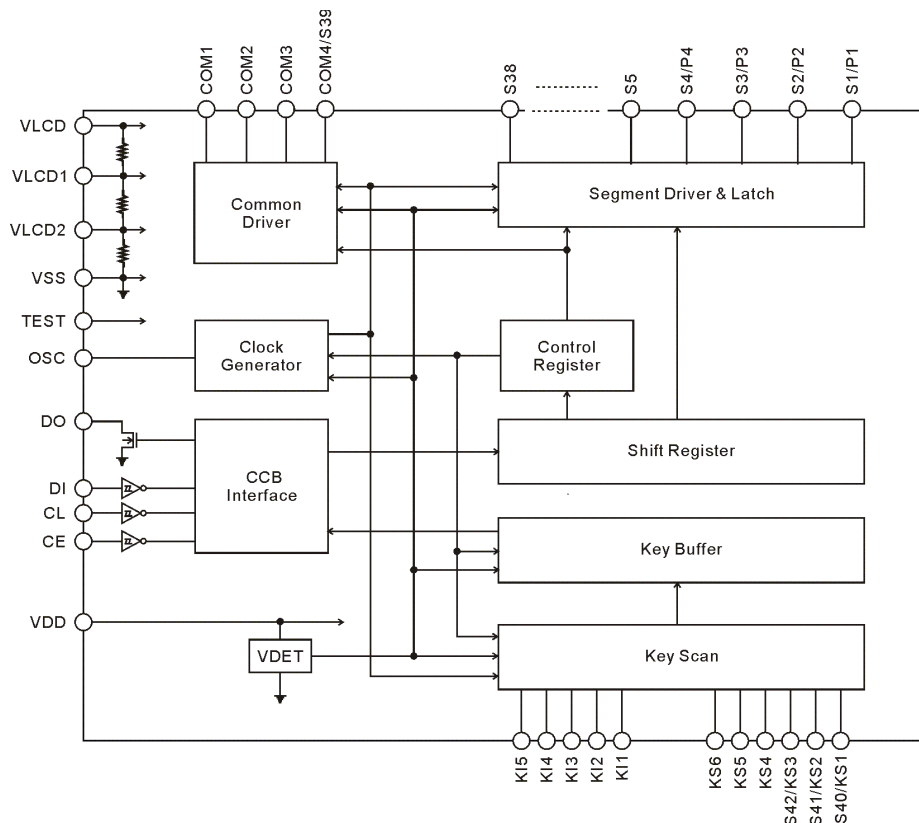 COM1
COM2
COM3
COM4/S39
S38
S5
S4/P4
S3/P3
S2/P2
S1/P1
VLCD
VLCD1
VLCD2
VSS
TEST
OSC
DO
DI
CL
CE
VDD
Common
Driver
Segment Driver & Latch
Clock
Generator
Control
Register
CCB
Interface
Shift Register
Key Buffer
VDET
Key Scan
KI5
KI4
KI3
KI2
KI1
KS6
KS5
KS4
S42/KS3
S41/KS2
S40/KS1